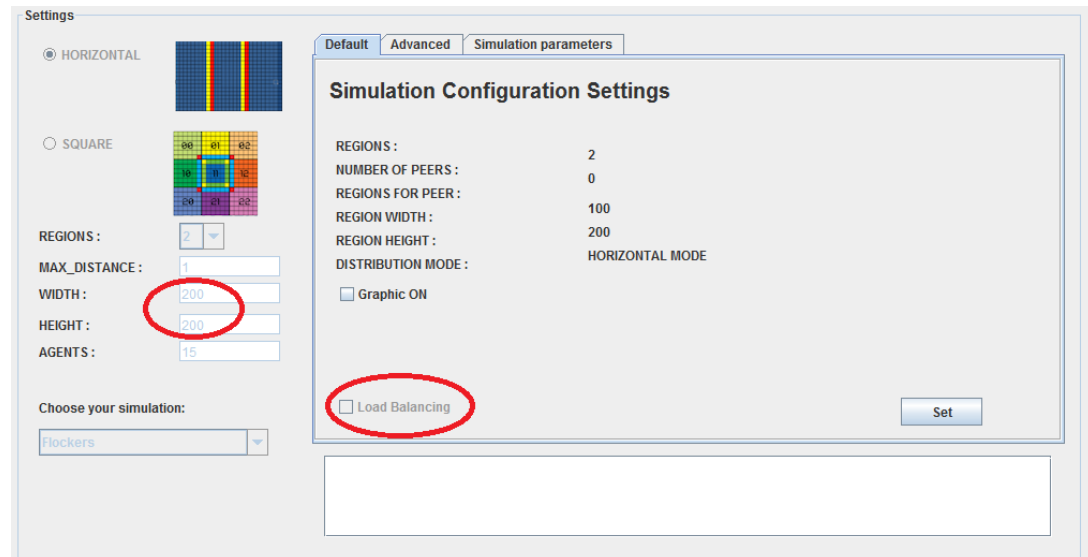 Settings
HORIZONTAL
SQUARE
00 01 02
10 11 12
20 21 22
REGIONS :
2
MAX_DISTANCE :
1
WIDTH :
200
HEIGHT :
200
AGENTS :
15
Choose your simulation:
Flockers
Default Advanced Simulation parameters
Simulation Configuration Settings
REGIONS :
2
NUMBER OF PEERS :
0
REGIONS FOR PEER :
REGION WIDTH :
100
REGION HEIGHT :
200
DISTRIBUTION MODE :
HORIZONTAL MODE
Graphic ON
Load Balancing
Set